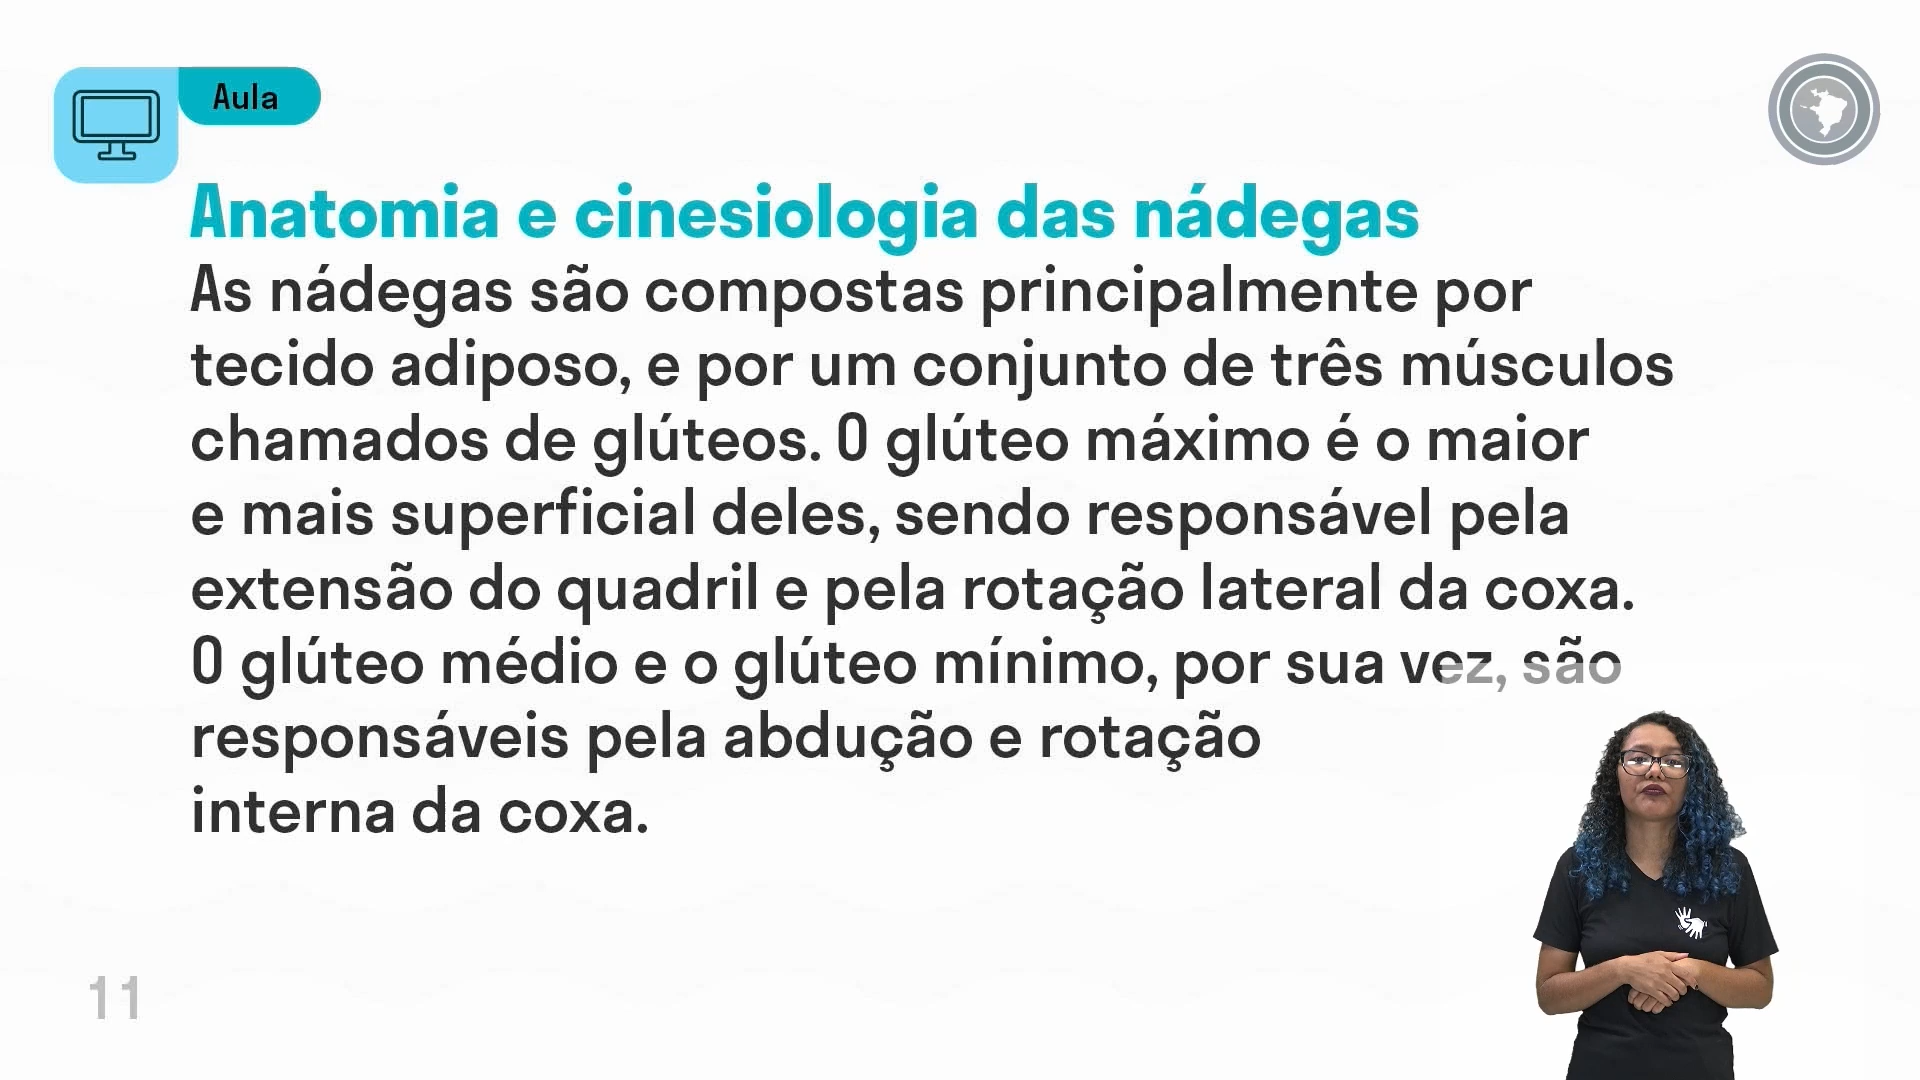 Aula
Anatomia e cinesiologia das nádegas
As nádegas são compostas principalmente por
tecido adiposo, e por um conjunto de três músculos
chamados de glúteos. O glúteo máximo é o maior
e mais superficial deles, sendo responsável pela
extensão do quadril e pela rotação lateral da coxa.
O glúteo médio e o glúteo mínimo, por sua vez, são
responsáveis pela abdução e rotação
interna da coxa.
11